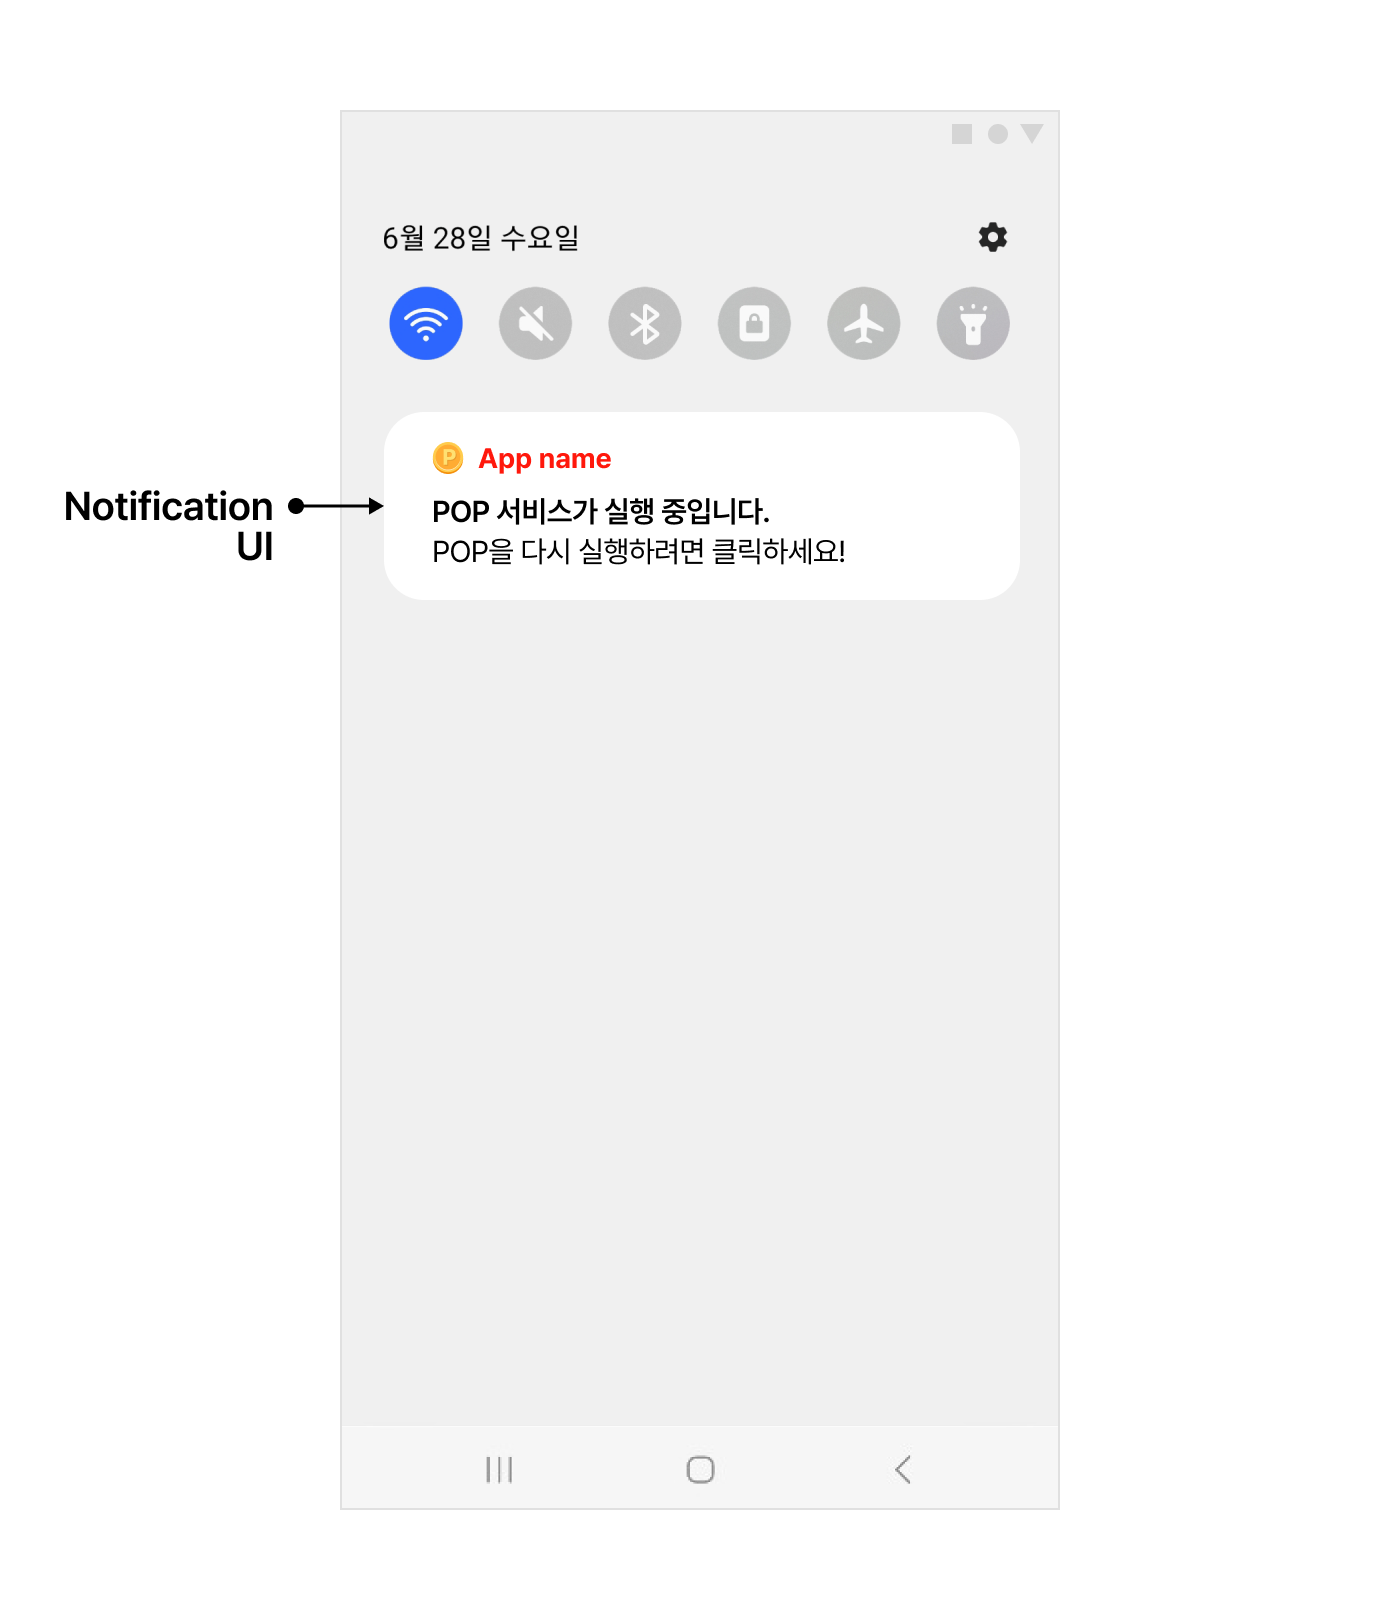 6월 28일 수요일
P
App name
Notification
UI
POP 서비스가 실행 중입니다.
POP을 다시 실행하려면 클릭하세요!